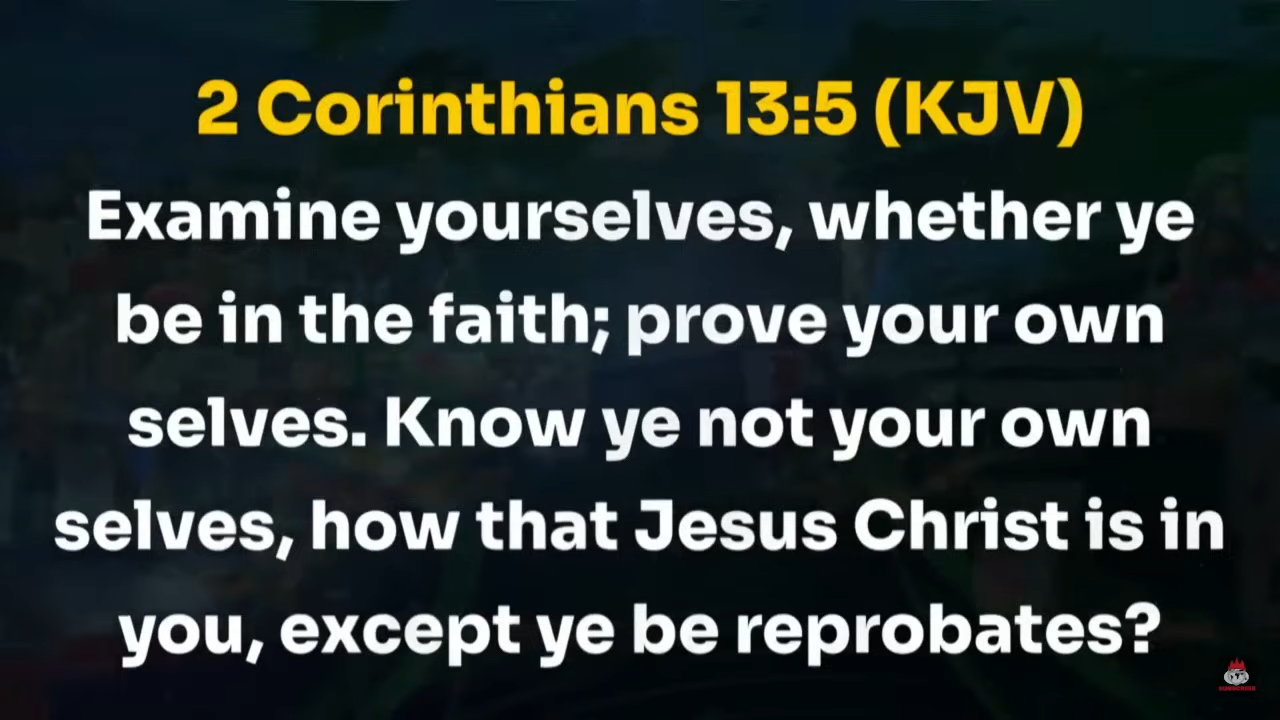 2 Corinthians 13:5 (KJV)
Examine yourselves, whether ye
be in the faith; prove your own
selves. Know ye not your own
selves, how that Jesus Christ is in
you, except ye be reprobates?
SUBSCRIBE